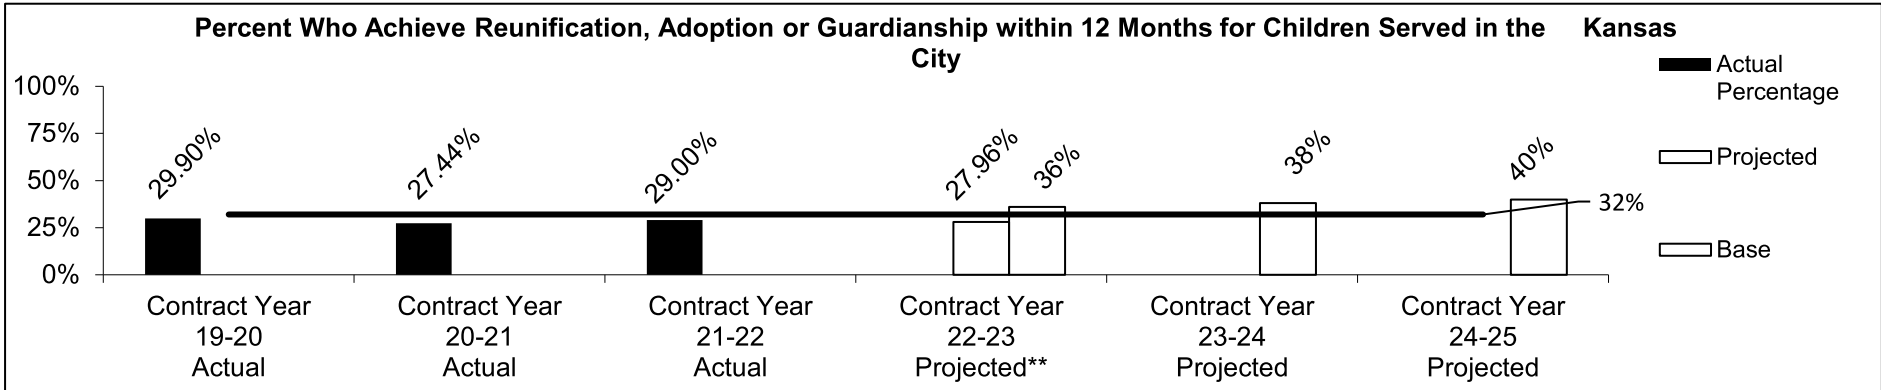 Percent Who Achieve Reunification, Adoption or Guardianship within 12 Months for Children Served in the Kansas
City
100%
75%
50%
25%
0%
29.90%
27.44%
29.00%
27.96%
36%
38%
40%
32%
Actual
Percentage
Projected
Base
Contract Year
19-20
Actual
Contract Year
20-21
Actual
Contract Year
21-22
Actual
Contract Year
22-23
Projected**
Contract Year
23-24
Projected
Contract Year
24-25
Projected